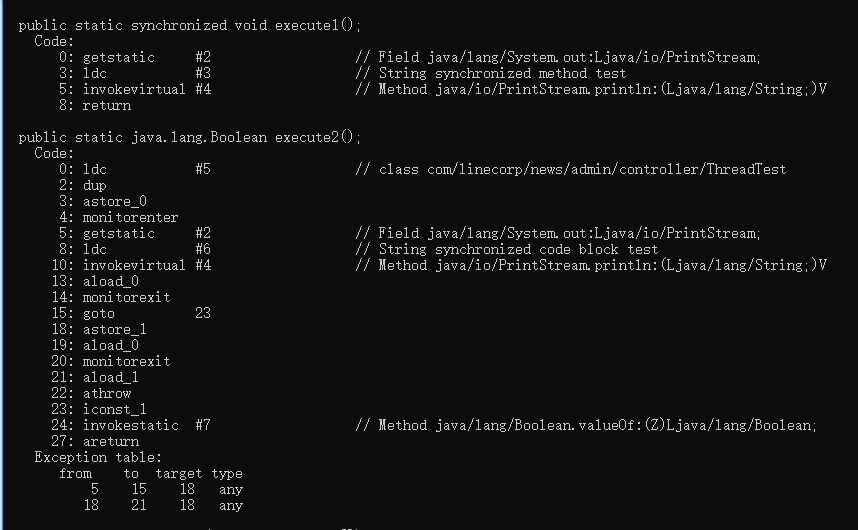 public static synchronized void execute1();
Code:
0: getstatic #2 // Field java/lang/System.out:Ljava/io/PrintStream;
3: ldc #3 // String synchronized method test
5: invokevirtual #4 // Method java/io/PrintStream.println:(Ljava/lang/String;)V
8: return
public static java.lang.Boolean execute2();
Code:
0: ldc #5 // class com/linecorp/news/admin/controller/ThreadTest
2: dup
3: astore_0
4: monitorenter
5: getstatic #2 // Field java/lang/System.out:Ljava/io/PrintStream;
8: ldc #6 // String synchronized code block test
10: invokevirtual #4 // Method java/io/PrintStream.println:(Ljava/lang/String;)V
13: aload_0
14: monitorexit
15: goto 23
18: astore_1
19: aload_0
20: monitorexit
21: aload_1
22: athrow
23: iconst_1
24: invokestatic #7 // Method java/lang/Boolean.valueOf:(Z)Ljava/lang/Boolean;
27: areturn
Exception table:
from to target type
5 15 18 any
18 21 18 any